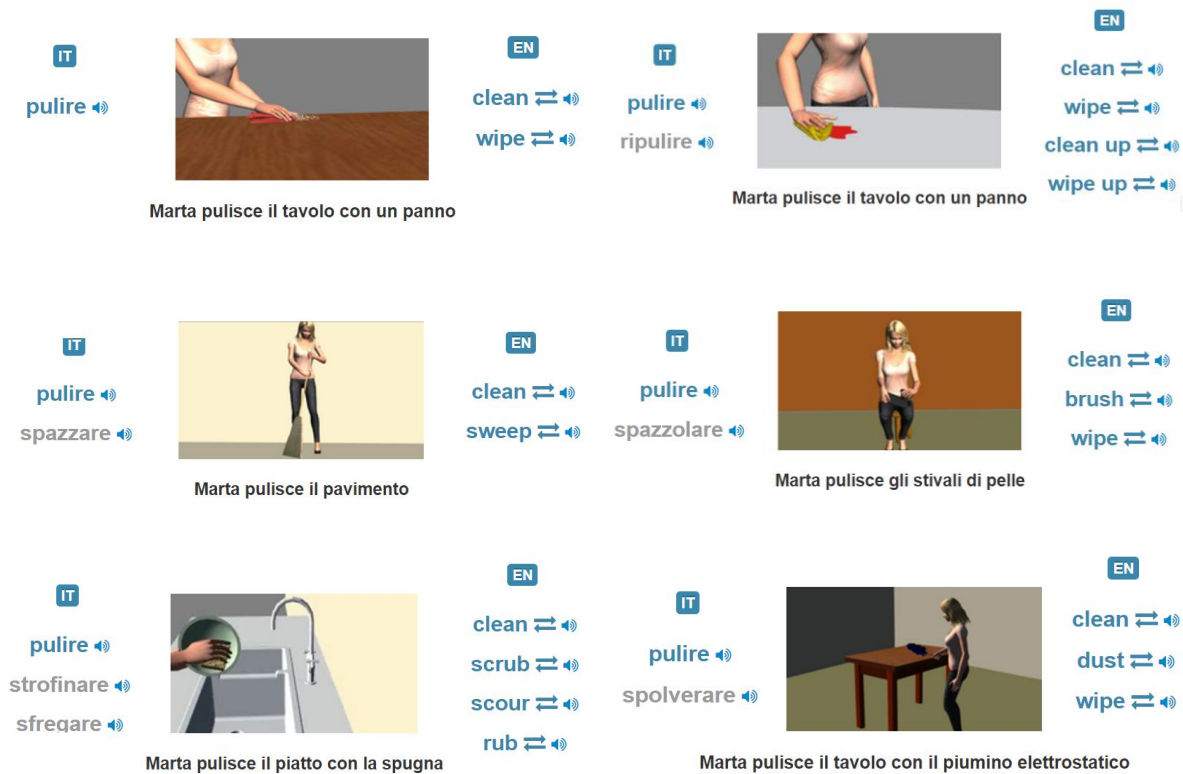 IT
pulire
EN
clean
wipe
Marta pulisce il tavolo con un panno
IT
pulire
ripulire
EN
clean
wipe
clean up
wipe up
Marta pulisce il tavolo con un panno
IT
pulire
spazzare
EN
clean
sweep
Marta pulisce il pavimento
IT
pulire
spazzolare
EN
clean
brush
wipe
Marta pulisce gli stivali di pelle
IT
pulire
strofinare
sfregare
EN
clean
scrub
scour
rub
Marta pulisce il piatto con la spugna
IT
pulire
spolverare
EN
clean
dust
wipe
Marta pulisce il tavolo con il piumino elettrostatico